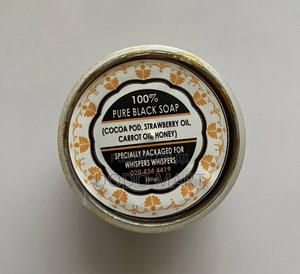 100%
PURE BLACK SOAP
(COCOA POD, STRAWBERRY OIL,
CARROT OIL, HONEY)
SPECIALLY PACKAGED FOR
WHISPERS WHISPERS
020 434 4419